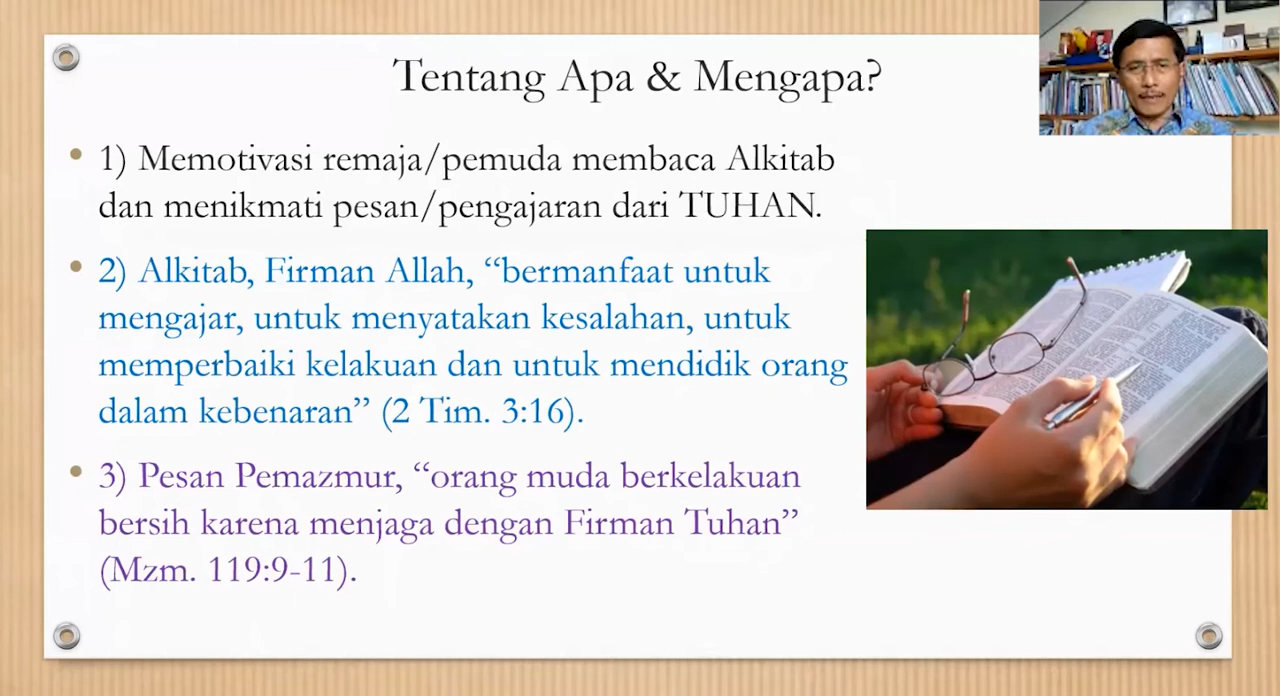 Tentang Apa & Mengapa?
• 1) Memotivasi remaja/pemuda membaca Alkitab
dan menikmati pesan/pengajaran dari TUHAN.
• 2) Alkitab, Firman Allah, “bermanfaat untuk
mengajar, untuk menyatakan kesalahan, untuk
memperbaiki kelakuan dan untuk mendidik orang
dalam kebenaran” (2 Tim. 3:16).
• 3) Pesan Pemazmur, “orang muda berkelakuan
bersih karena menjaga dengan Firman Tuhan”
(Mzm. 119:9-11).